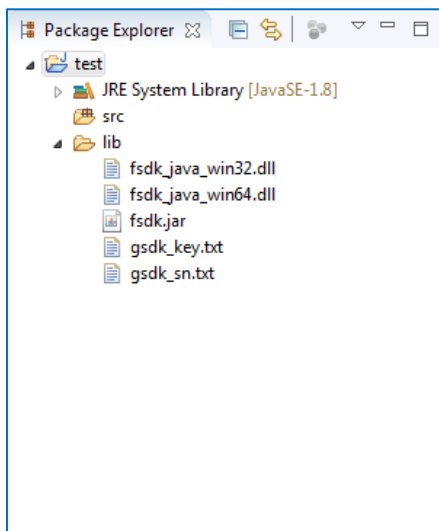 Package Explorer
test
JRE System Library [JavaSE-1.8]
src
lib
fsdk_java_win32.dll
fsdk_java_win64.dll
fsdk.jar
gsdk_key.txt
gsdk_sn.txt